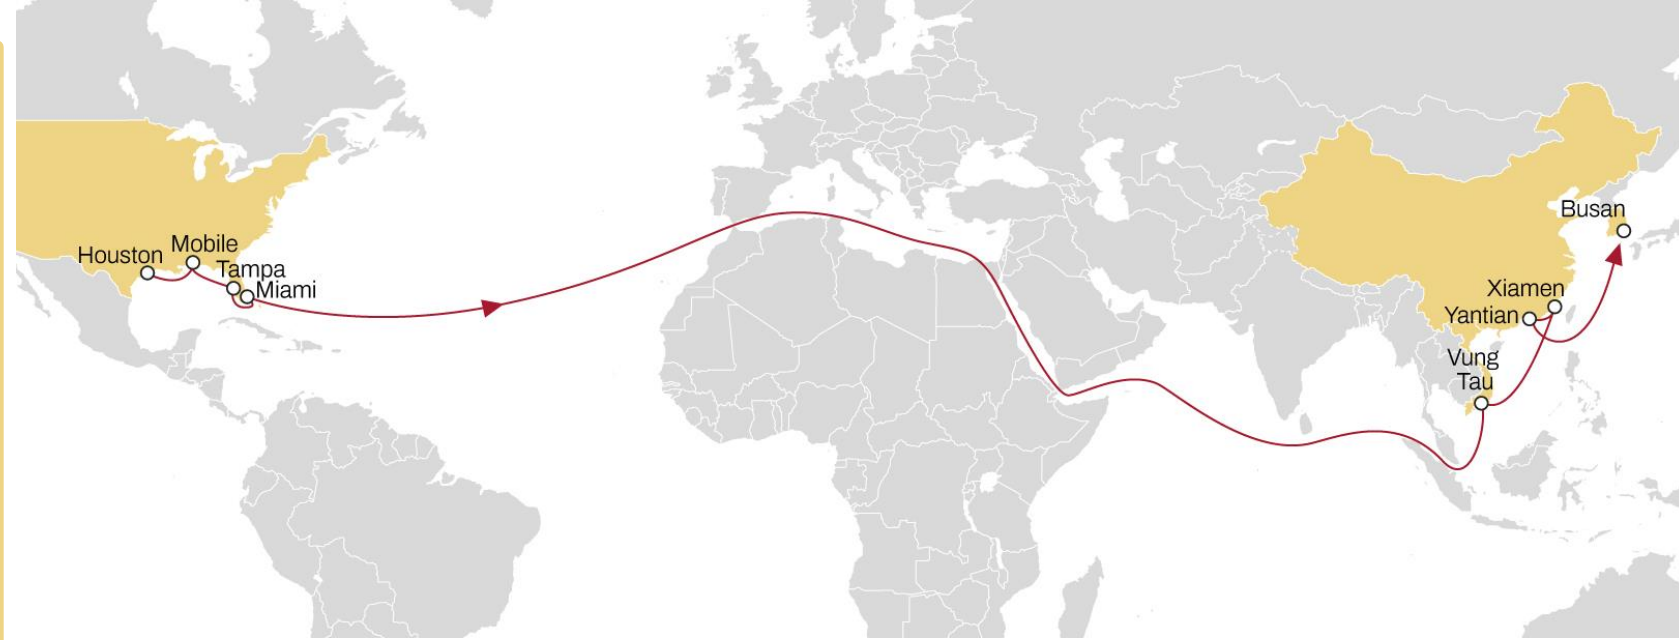 Houston
Mobile
Tampa
Miami
Busan
Xiamen
Yantian
Vung
Tau